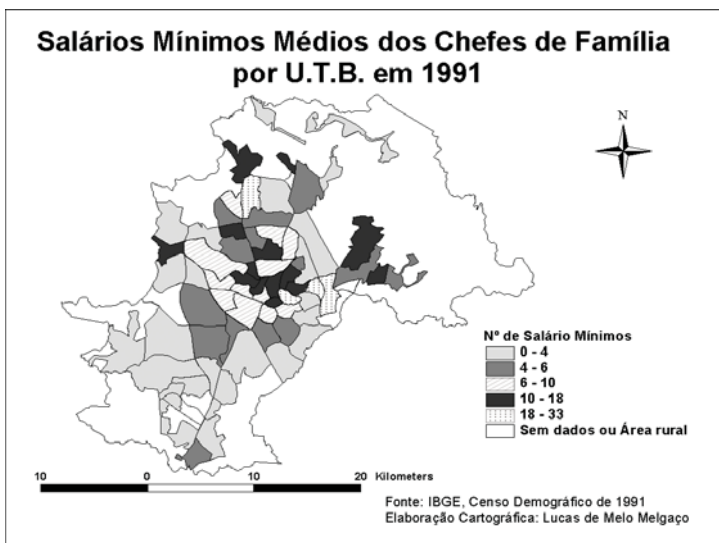 Salários Mínimos Médios dos Chefes de Família
por U.T.B. em 1991
N
Nº de Salário Mínimos
0 - 4
4 - 6
6 - 10
10 - 18
18 - 33
Sem dados ou Área rural
10 0 10 20 Kilometers
Fonte: IBGE, Censo Demográfico de 1991
Elaboração Cartográfica: Lucas de Melo Melgaço